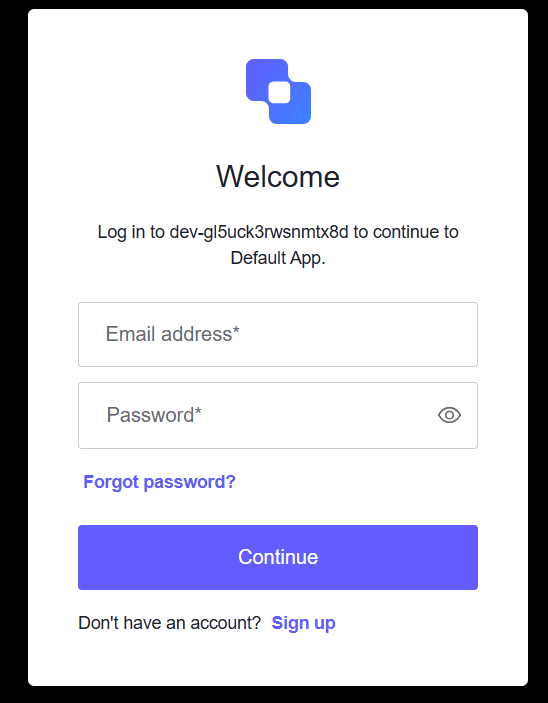 Welcome
Log in to dev-gl5uck3rwsnmtx8d to continue to
Default App.
Email address*
Password*
Forgot password?
Continue
Don't have an account? Sign up